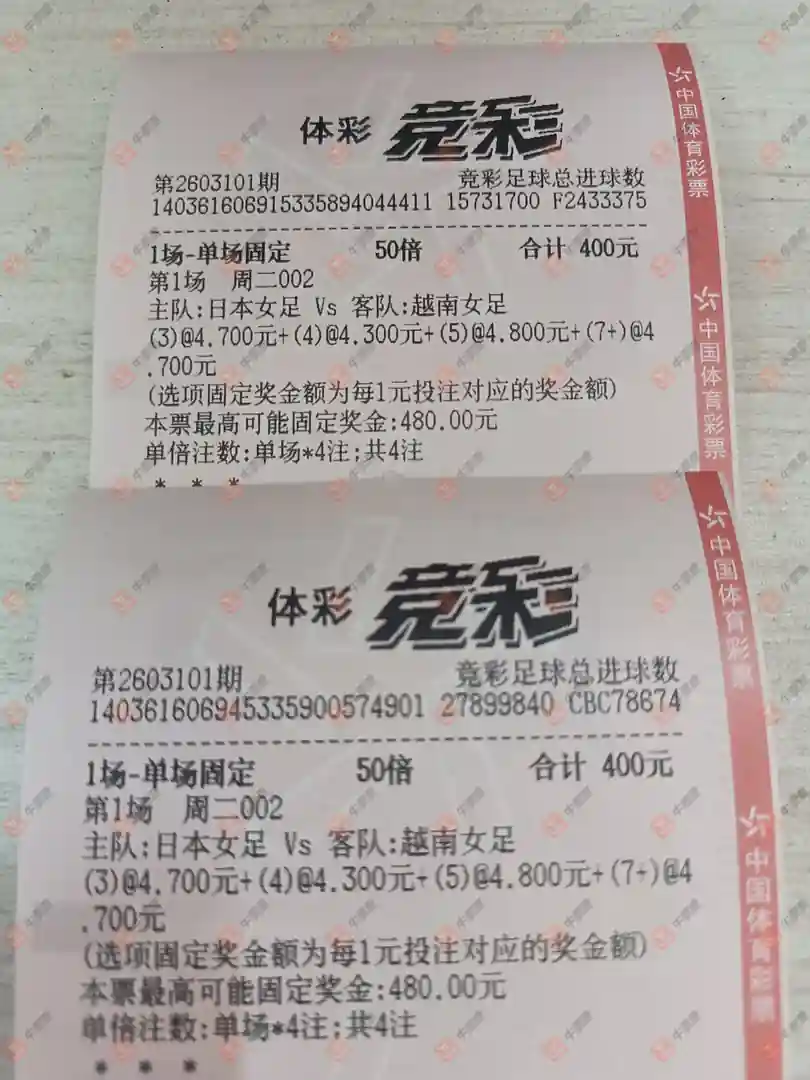 体彩 竞彩
第2603101期 竞彩足球总进球数
140361606915335894044411 15731700 F2433375
1场-单场固定 50倍 合计 400元
第1场 周二002
主队:日本女足 Vs 客队:越南女足
(3)@4.700元+(4)@4.300元+(5)@4.800元+(7+)@4
.700元
(选项固定奖金额为每1元投注对应的奖金额)
本票最高可能固定奖金:480.00元
单倍注数:单场*4注;共4注
* * *
中国体育彩票
中国体育彩票
体彩 竞彩
第2603101期 竞彩足球总进球数
140361606945335900574901 27899840 CBC78674
1场-单场固定 50倍 合计 400元
第1场 周二002
主队:日本女足 Vs 客队:越南女足
(3)@4.700元+(4)@4.300元+(5)@4.800元+(7+)@4
.700元
(选项固定奖金额为每1元投注对应的奖金额)
本票最高可能固定奖金:480.00元
单倍注数:单场*4注;共4注
* * *
中国体育彩票
中国体育彩票